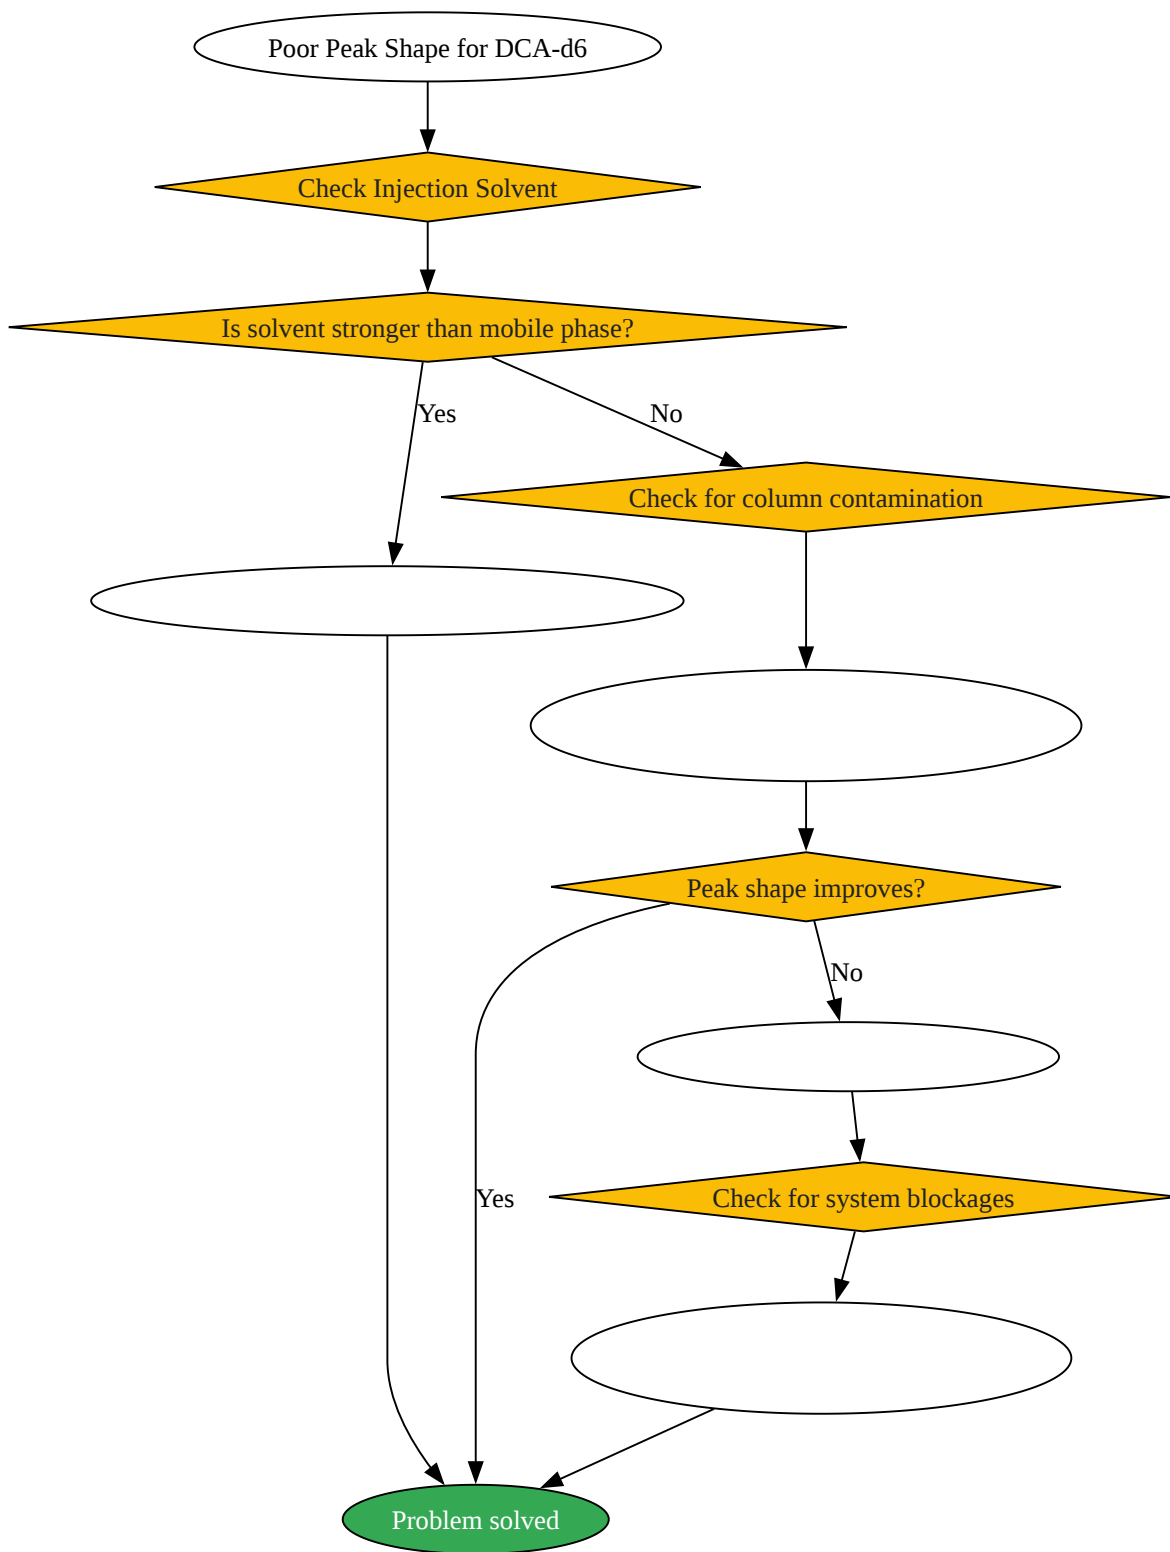 Poor Peak Shape for DCA-d6
Check Injection Solvent
Is solvent stronger than mobile phase?
Yes
No
Check for column contamination
Peak shape improves?
No
Yes
Check for system blockages
Problem solved